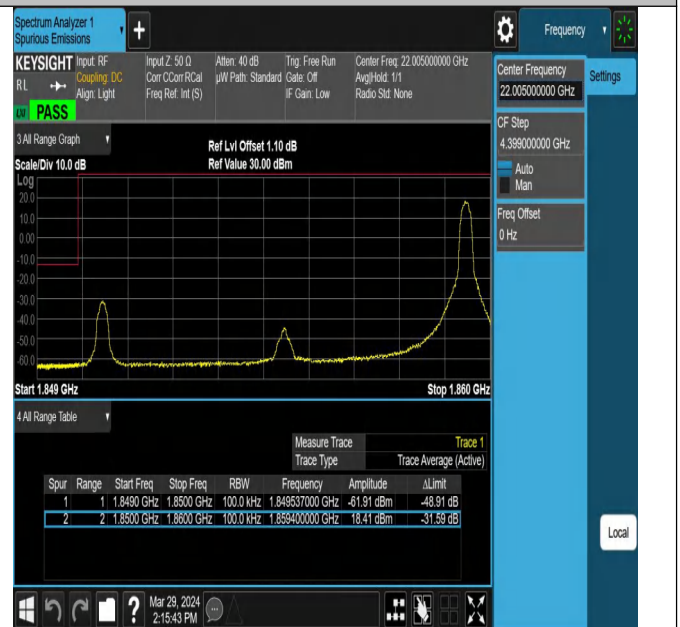 Spectrum Analyzer 1
Spurious Emissions
+
Frequency
KEYSIGHT Input: RF Input Z: 50 Ω Atten: 40 dB Trig: Free Run Center Freq: 22.005000000 GHz
RL Coupling: DC Corr CCorr RCal µW Path: Standard Gate: Off Avg|Hold: 1/1
Align: Light Freq Ref: Int (S) IF Gain: Low Radio Std: None
PASS
Center Frequency
22.005000000 GHz
Settings
CF Step
4.399000000 GHz
Auto
Man
Freq Offset
0 Hz
3 All Range Graph
Ref Lvl Offset 1.10 dB
Scale/Div 10.0 dB Ref Value 30.00 dBm
Log
20.0
10.0
0.00
-10.0
-20.0
-30.0
-40.0
-50.0
-60.0
Start 1.849 GHz Stop 1.860 GHz
4 All Range Table
Measure Trace Trace 1
Trace Type Trace Average (Active)
Spur Range Start Freq Stop Freq RBW Frequency Amplitude ΔLimit
1 1 1.8490 GHz 1.8500 GHz 100.0 kHz 1.849537000 GHz -61.91 dBm -48.91 dB
2 2 1.8500 GHz 1.8600 GHz 100.0 kHz 1.859400000 GHz 18.41 dBm -31.59 dB
Local
? Mar 29, 2024
2:15:43 PM